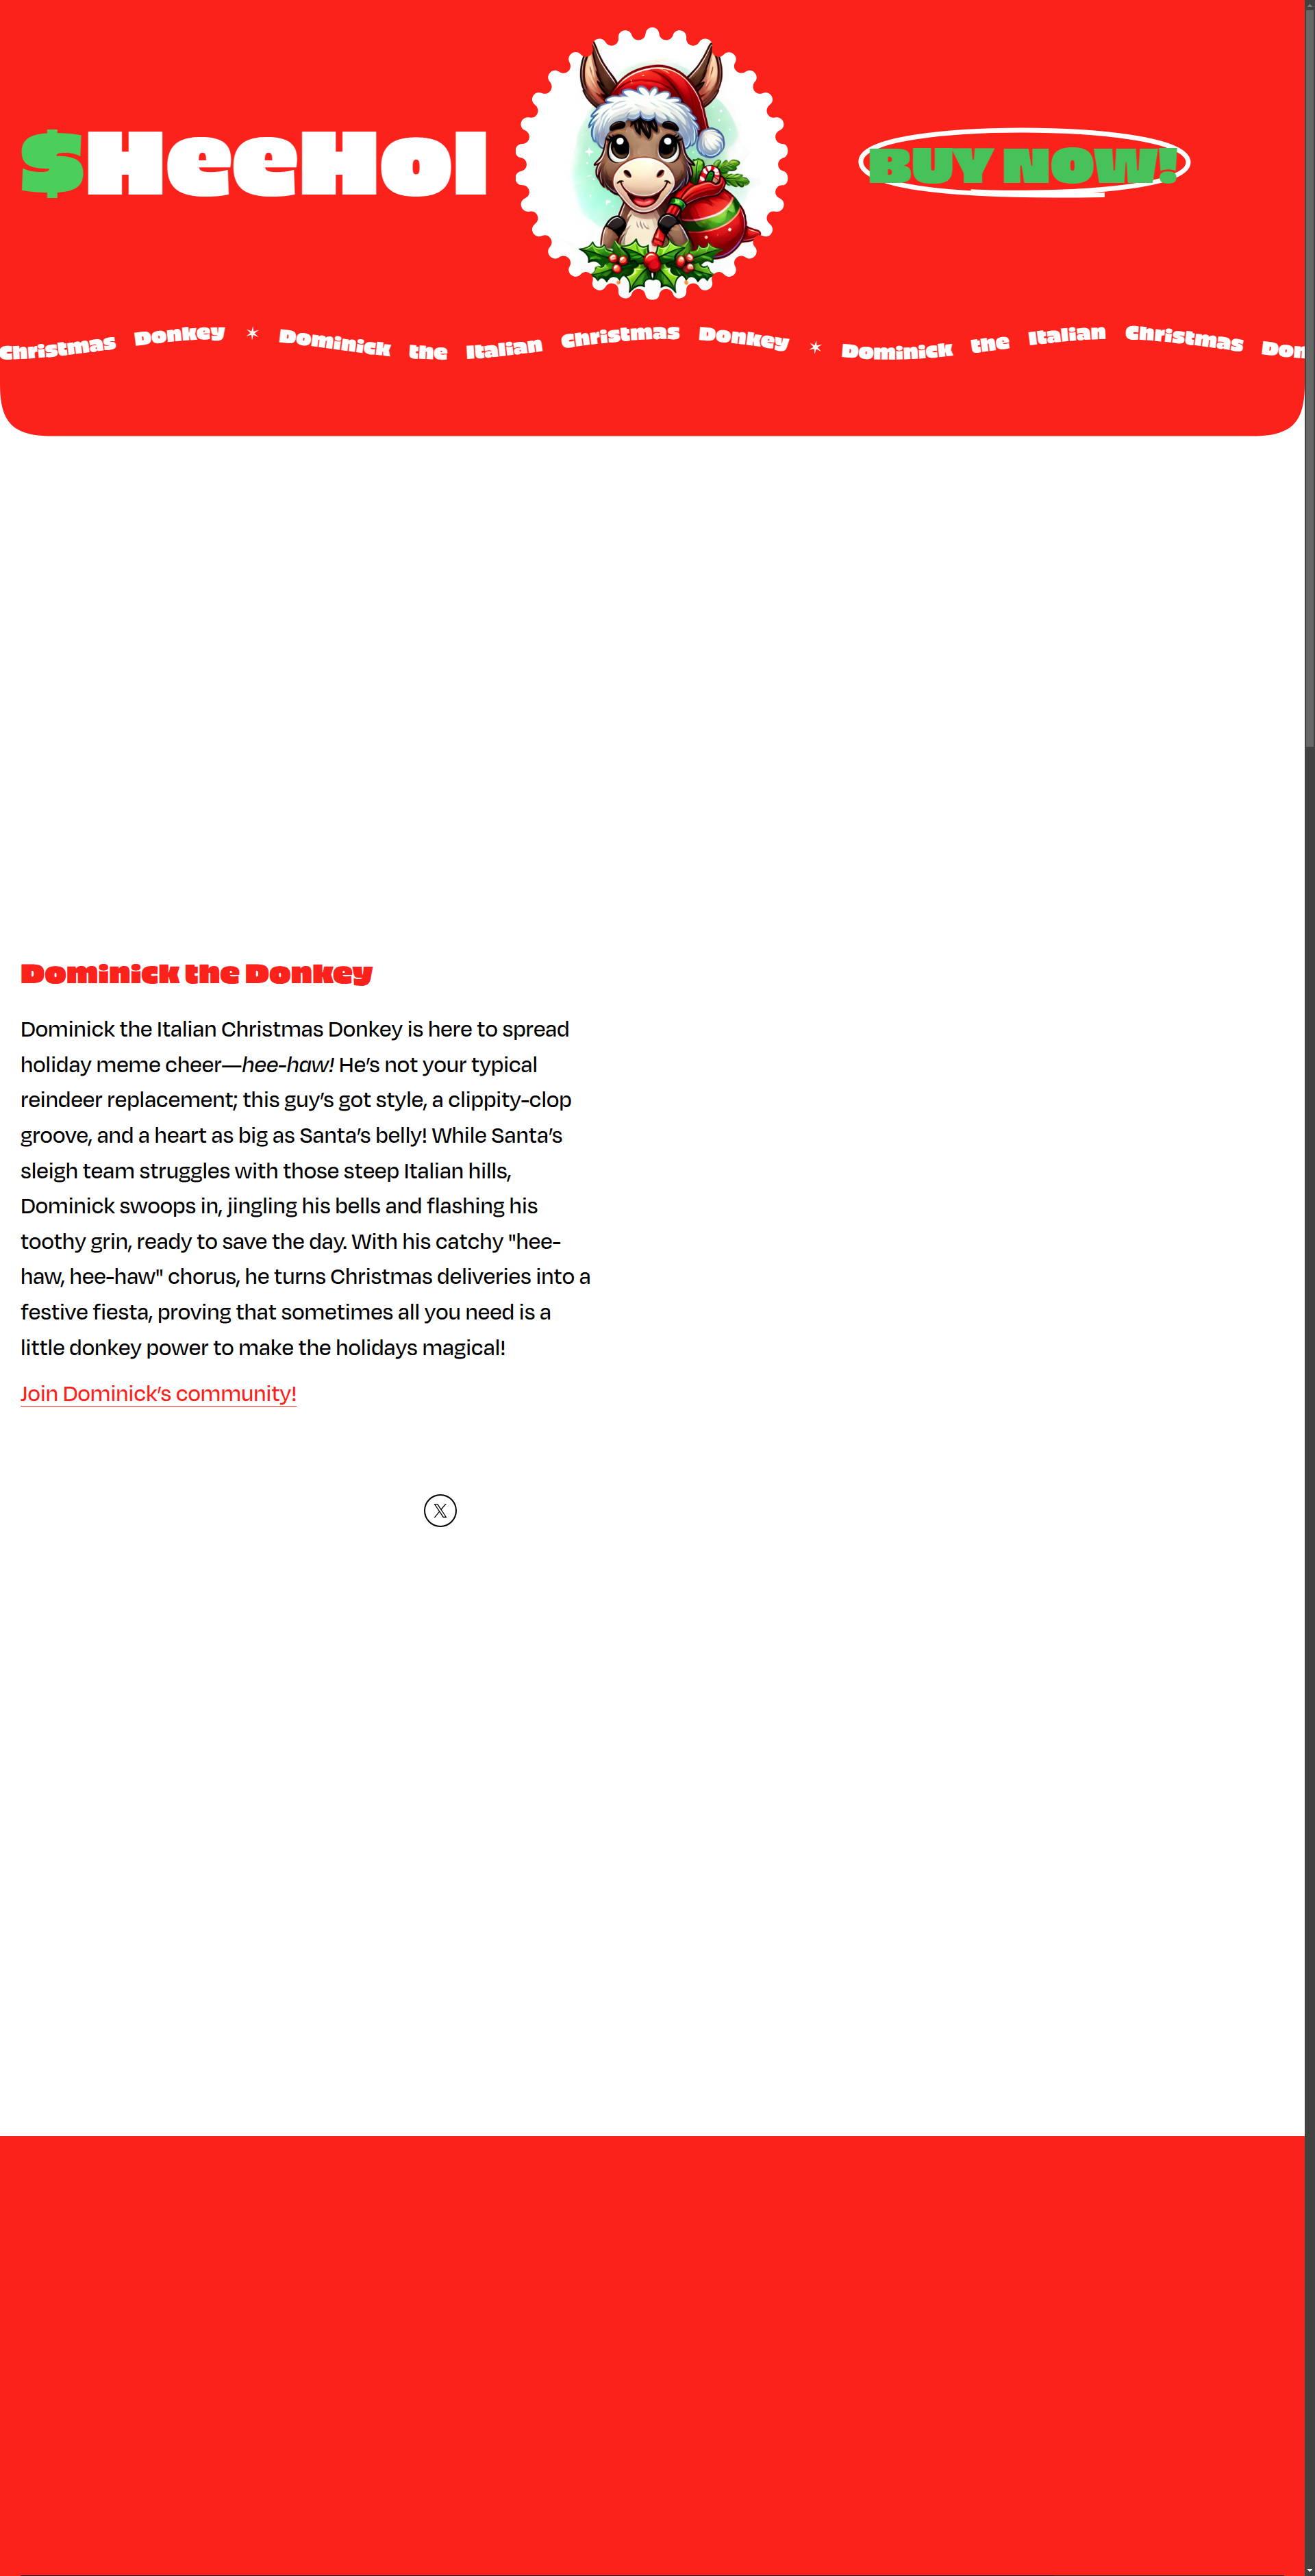 $HeeHo!
BUY NOW!
Christmas Donkey ✶ Dominick the Italian Christmas Donkey ✶ Dominick the Italian Christmas Don
Dominick the Donkey
Dominick the Italian Christmas Donkey is here to spread
holiday meme cheer—hee-haw! He’s not your typical
reindeer replacement; this guy’s got style, a clippity-clop
groove, and a heart as big as Santa’s belly! While Santa’s
sleigh team struggles with those steep Italian hills,
Dominick swoops in, jingling his bells and flashing his
toothy grin, ready to save the day. With his catchy "hee-
haw, hee-haw" chorus, he turns Christmas deliveries into a
festive fiesta, proving that sometimes all you need is a
little donkey power to make the holidays magical!
Join Dominick’s community!